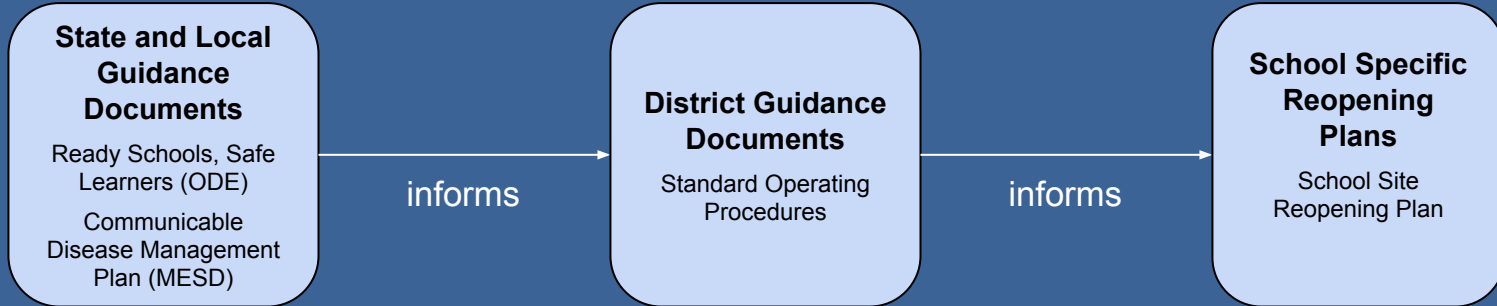 State and Local
Guidance
Documents
Ready Schools, Safe
Learners (ODE)
Communicable
Disease Management
Plan (MESD)
informs
District Guidance
Documents
Standard Operating
Procedures
informs
School Specific
Reopening
Plans
School Site
Reopening Plan